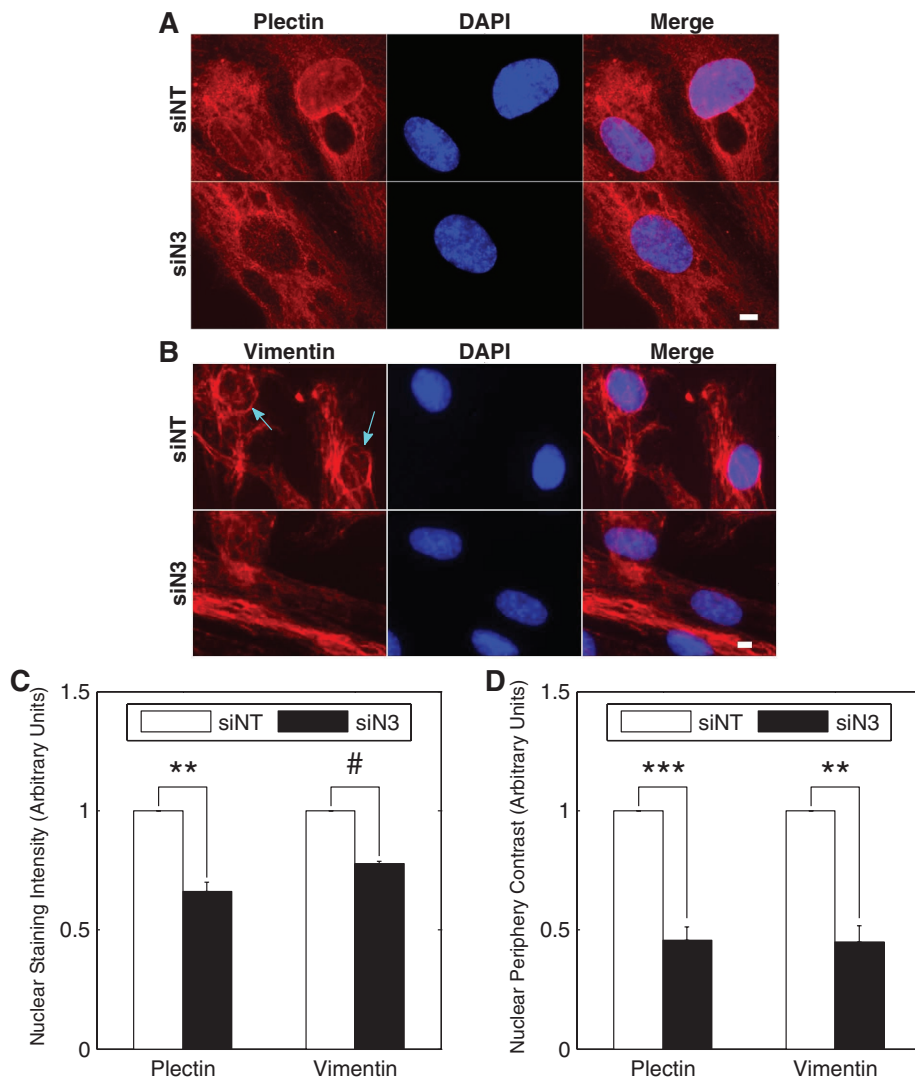 A
Plectin DAPI Merge
siNT
siN3
B
Vimentin DAPI Merge
siNT
siN3
C
Nuclear Staining Intensity (Arbitrary Units)
1.5
1
0.5
0
siNT siN3
**
#
Plectin Vimentin
D
Nuclear Periphery Contrast (Arbitrary Units)
1.5
1
0.5
0
siNT siN3
***
**
Plectin Vimentin